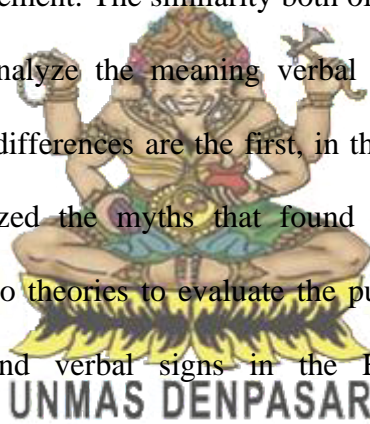 ement. The similarity both of
nalyze the meaning verbal
differences are the first, in th
zed the myths that found
o theories to evaluate the pu
nd verbal signs in the
UNMAS DENPASAR